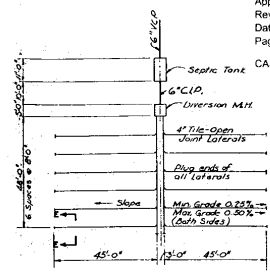 App
Rev
Dat
Pag
CA
6" V.C.P.
Septic Tank
6" C.I.P.
Diversion M.H.
4" Tile-Open
Joint Laterals
Plug ends of
all Laterals
Slope
Min. Grade 0.25%
Max. Grade 0.50%
(Both Sides)
48'-0"
6 Spaces @ 8'0"
E
E
45'-0"
3'-0"
45'-0"